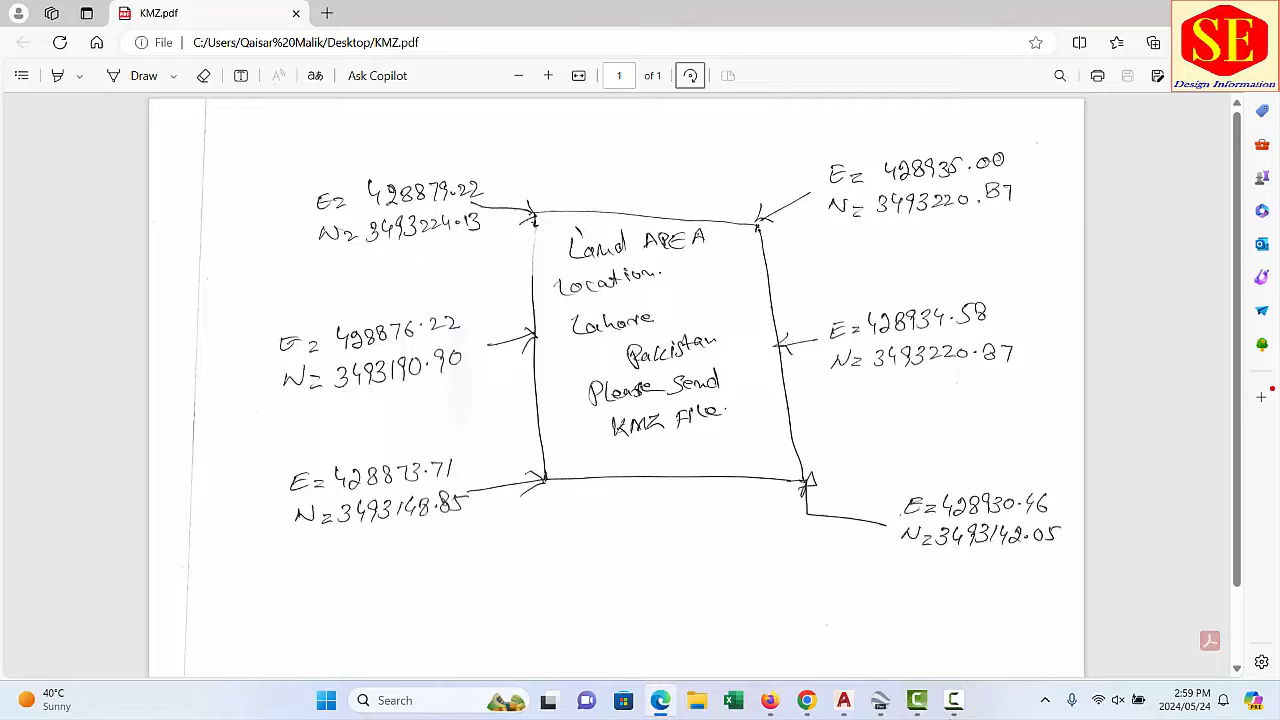 KMZ.pdf
SE
Design Information
File
C:/Users/Qaisar%20Malik/Desktop/KMZ.pdf
Draw
Ask Copilot
1
of 1
E= 428879.22
N= 3493224.13
E= 428935.00
N= 3493220.87
Land AREA
Location.
Lahore
Pakistan
Please Send
KMZ File.
E= 428876.22
N= 3493190.90
E= 428934.58
N= 3493220.87
E= 428873.71
N= 3493148.85
E= 428930.46
N= 3493142.05
40°C
Sunny
Search
2:59 PM
2024/05/24